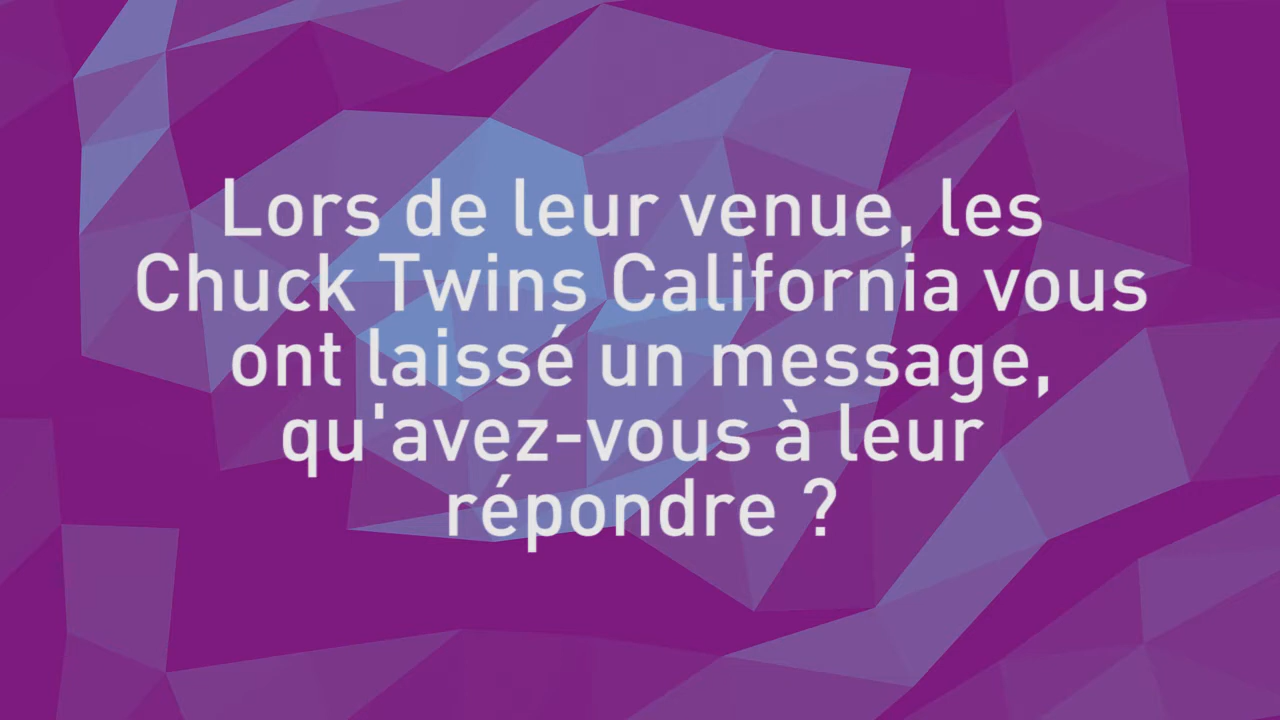 Lors de leur venue, les
Chuck Twins California vous
ont laissé un message,
qu'avez-vous à leur
répondre ?